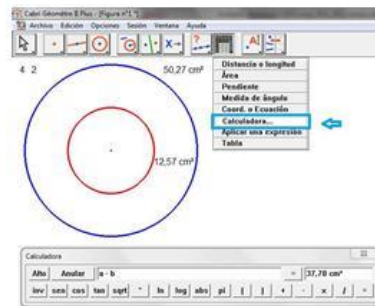 Cabri Géomètre II Plus - [Figura nº1 *]
Archivo Edición Opciones Sesión Ventana Ayuda
4 2
50,27 cm²
12,57 cm²
Distancia o longitud
Área
Pendiente
Medida de ángulo
Coord. o Ecuación
Calculadora...
Aplicar una expresión
Tabla
Calculadora
Alto Anular a - b = 37,70 cm²
inv sen cos tan sqrt ^ ln log abs pi ( ) + - x / =